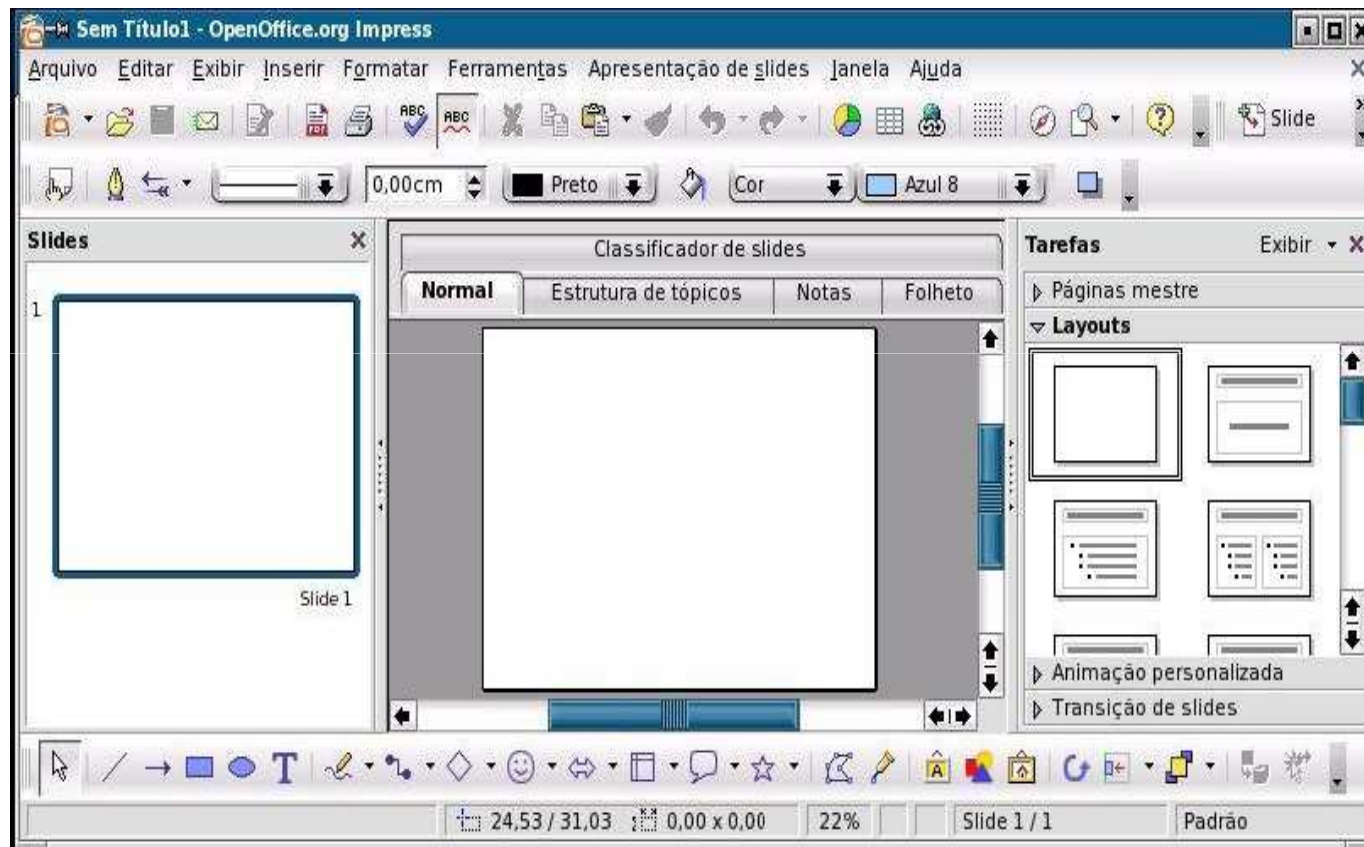 Sem Título1 - OpenOffice.org Impress
Arquivo Editar Exibir Inserir Formatar Ferramentas Apresentação de slides Janela Ajuda
PDF ABC ABC Slide
0,00cm Preto Cor Azul 8
Slides
1
Slide 1
Classificador de slides
Normal Estrutura de tópicos Notas Folheto
Tarefas Exibir
Páginas mestre
Layouts
Animação personalizada
Transição de slides
T A
24,53 / 31,03 0,00 x 0,00 22% Slide 1 / 1 Padrão